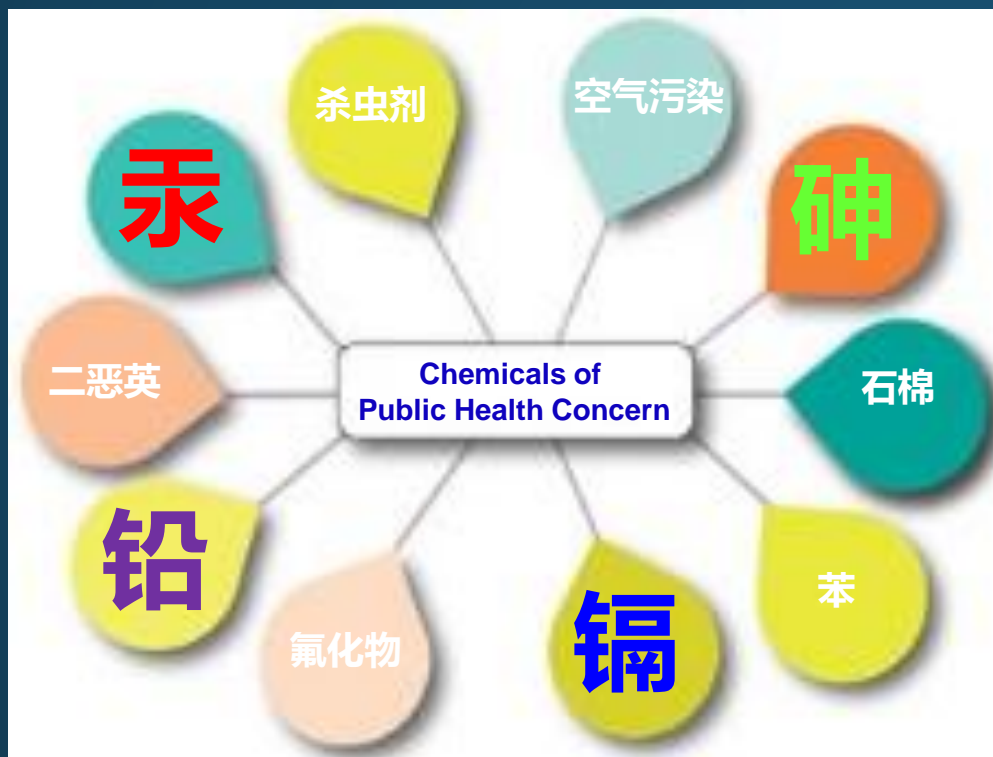 杀虫剂
空气污染
汞
砷
二恶英
Chemicals of
Public Health Concern
石棉
铅
苯
氟化物
镉